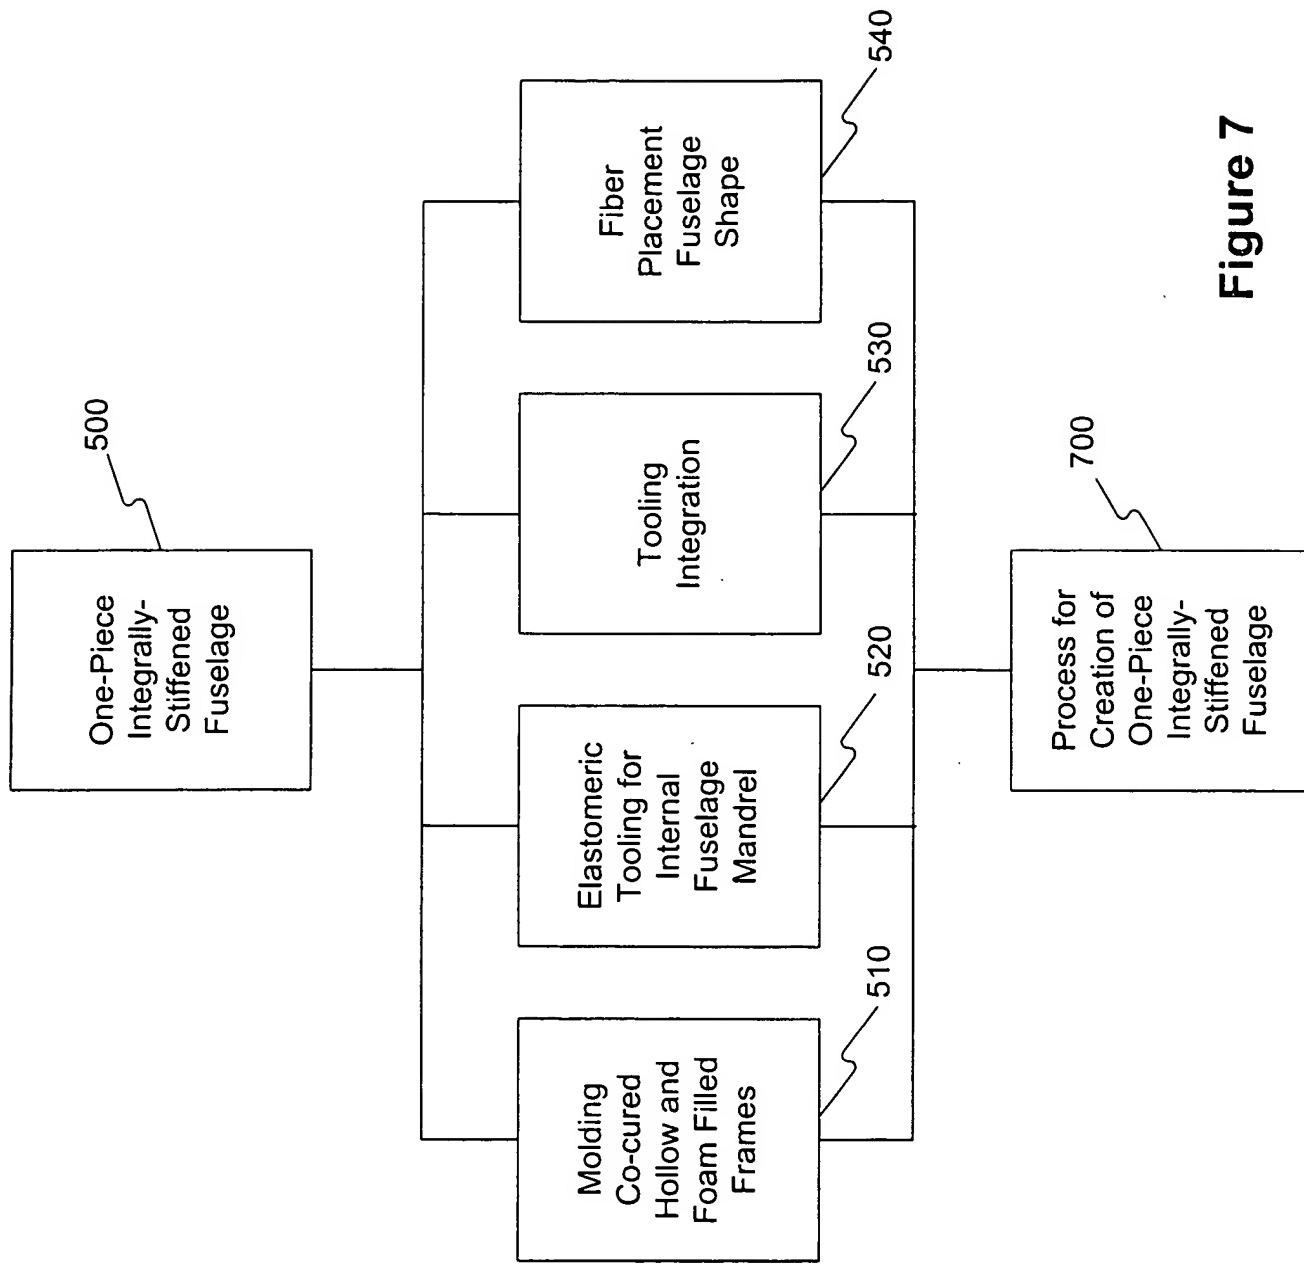 One-Piece
Integrally-
Stiffened
Fuselage
500
Molding
Co-cured
Hollow and
Foam Filled
Frames
510
Elastomeric
Tooling for
Internal
Fuselage
Mandrel
520
Tooling
Integration
530
Fiber
Placement
Fuselage
Shape
540
Process for
Creation of
One-Piece
Integrally-
Stiffened
Fuselage
700
Figure 7